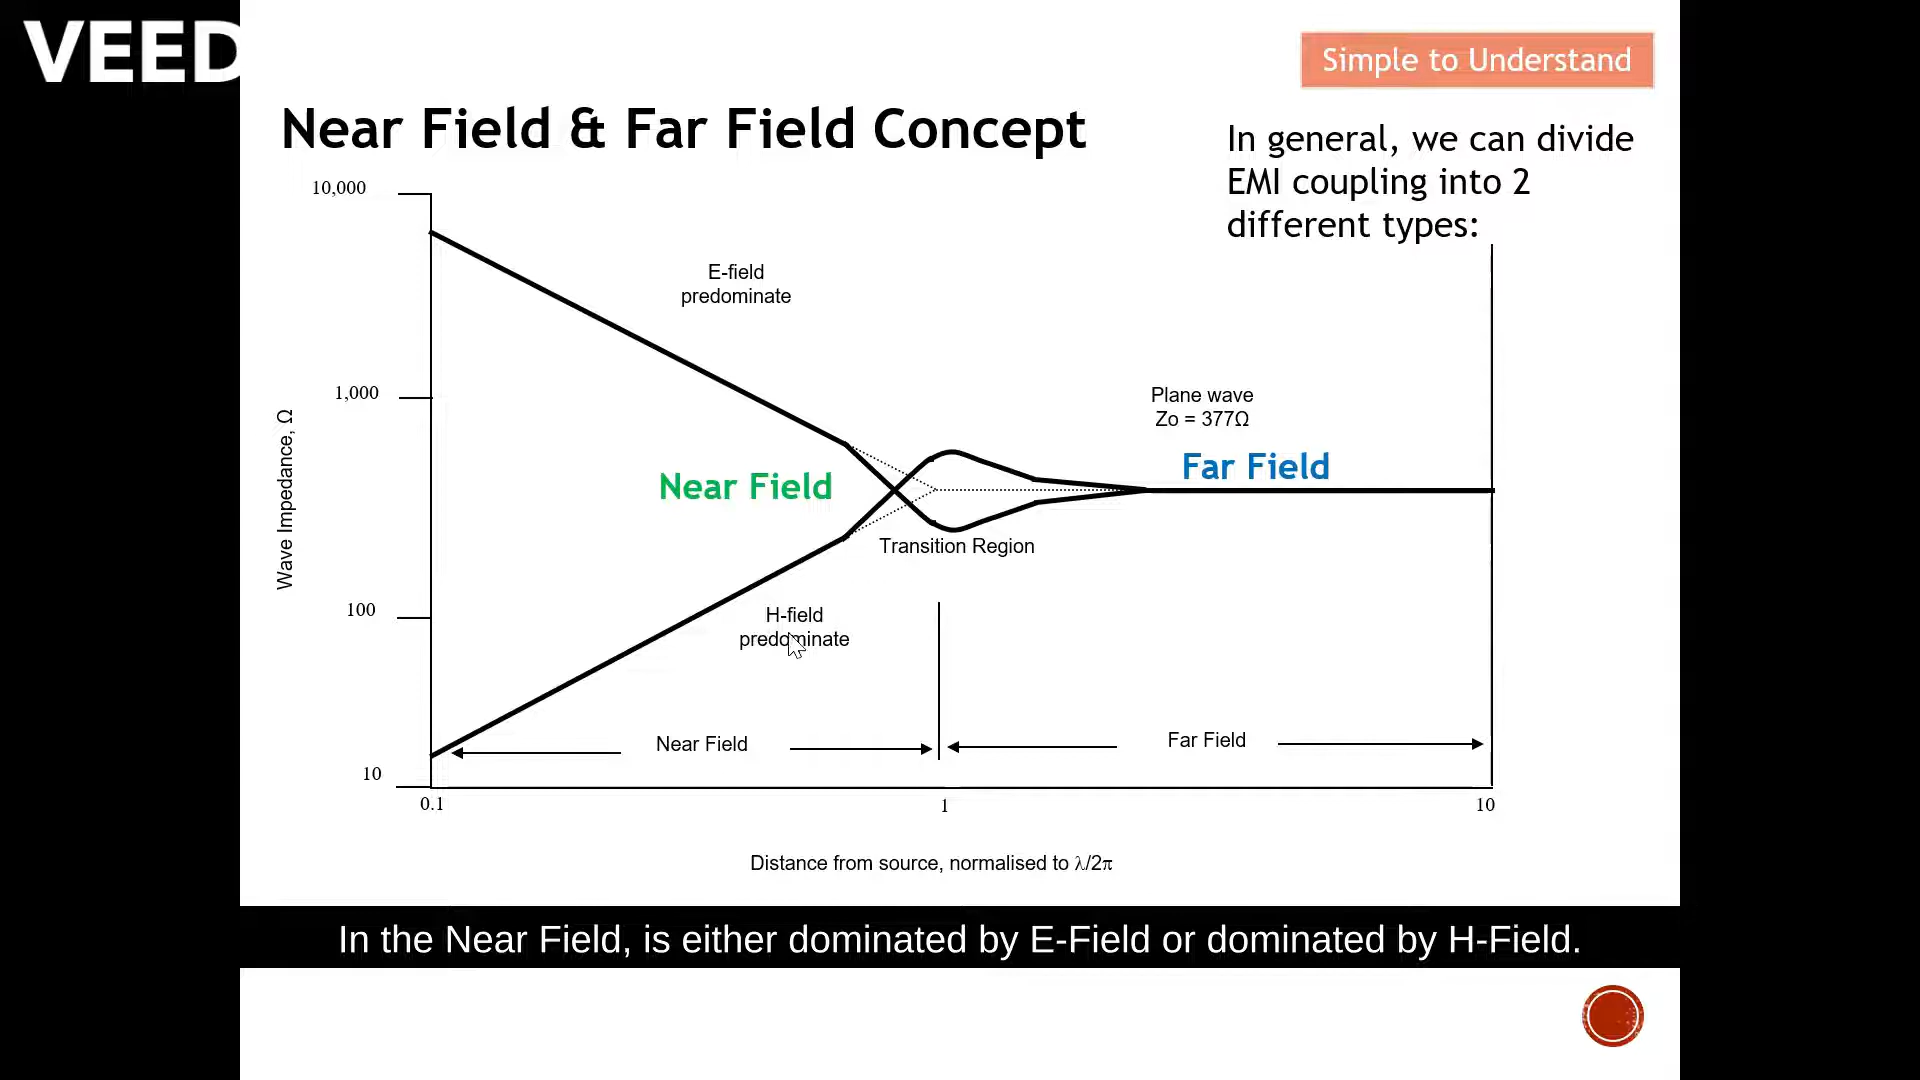 VEED
Simple to Understand
Near Field & Far Field Concept
In general, we can divide
EMI coupling into 2
different types:
10,000
E-field
predominate
1,000
Plane wave
Zo = 377Ω
Wave Impedance, Ω
Near Field
Far Field
Transition Region
100
H-field
predominate
Near Field
Far Field
10
0.1
1
10
Distance from source, normalised to λ/2π
In the Near Field, is either dominated by E-Field or dominated by H-Field.